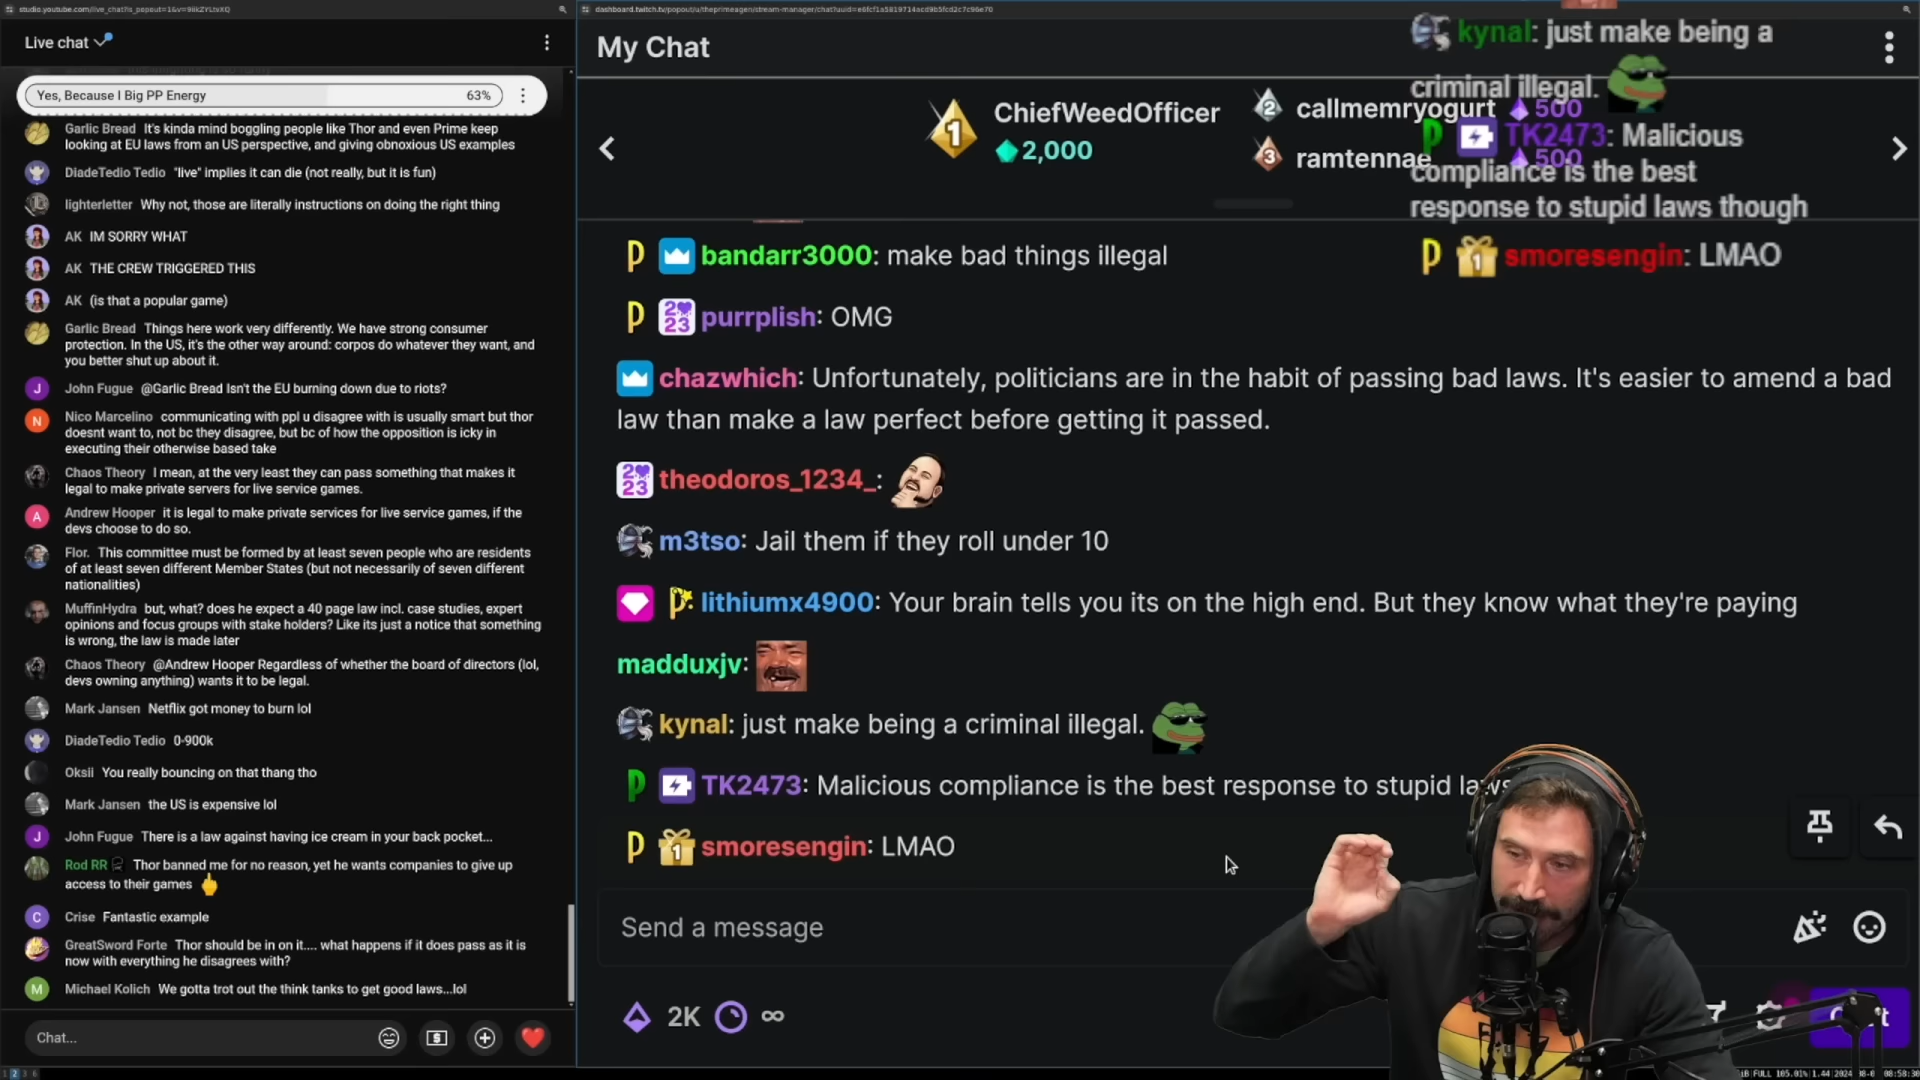 studio.youtube.com/live_chat?is_popout=1&v=9iikZYLtvXQ
Live chat
Yes, Because I Big PP Energy 63%
Garlic Bread It's kinda mind boggling people like Thor and even Prime keep
looking at EU laws from an US perspective, and giving obnoxious US examples
DiadeTedio Tedio "live" implies it can die (not really, but it is fun)
lighterletter Why not, those are literally instructions on doing the right thing
AK IM SORRY WHAT
AK THE CREW TRIGGERED THIS
AK (is that a popular game)
Garlic Bread Things here work very differently. We have strong consumer
protection. In the US, it's the other way around: corpos do whatever they want, and
you better shut up about it.
J John Fugue @Garlic Bread Isn't the EU burning down due to riots?
N Nico Marcelino communicating with ppl u disagree with is usually smart but thor
doesnt want to, not bc they disagree, but bc of how the opposition is icky in
executing their otherwise based take
Chaos Theory I mean, at the very least they can pass something that makes it
legal to make private servers for live service games.
A Andrew Hooper it is legal to make private services for live service games, if the
devs choose to do so.
Flor. This committee must be formed by at least seven people who are residents
of at least seven different Member States (but not necessarily of seven different
nationalities)
MuffinHydra but, what? does he expect a 40 page law incl. case studies, expert
opinions and focus groups with stake holders? Like its just a notice that something
is wrong, the law is made later
Chaos Theory @Andrew Hooper Regardless of whether the board of directors (lol,
devs owning anything) wants it to be legal.
Mark Jansen Netflix got money to burn lol
DiadeTedio Tedio 0-900k
Oksii You really bouncing on that thang tho
Mark Jansen the US is expensive lol
J John Fugue There is a law against having ice cream in your back pocket...
Rod RR Thor banned me for no reason, yet he wants companies to give up
access to their games 🖕
C Crise Fantastic example
GreatSword Forte Thor should be in on it.... what happens if it does pass as it is
now with everything he disagrees with?
M Michael Kolich We gotta trot out the think tanks to get good laws...lol
Chat...
My Chat
1 ChiefWeedOfficer
2,000
2 callmemryogurt 500
3 ramtennae 500
bandarr3000: make bad things illegal
purrplish: OMG
chazwhich: Unfortunately, politicians are in the habit of passing bad laws. It's easier to amend a bad
law than make a law perfect before getting it passed.
theodoros_1234_:
m3tso: Jail them if they roll under 10
lithiumx4900: Your brain tells you its on the high end. But they know what they're paying
madduxjv:
kynal: just make being a criminal illegal.
TK2473: Malicious compliance is the best response to stupid laws
smoresengin: LMAO
Send a message
2K ∞
kynal: just make being a
criminal illegal.
TK2473: Malicious
compliance is the best
response to stupid laws though
smoresengin: LMAO